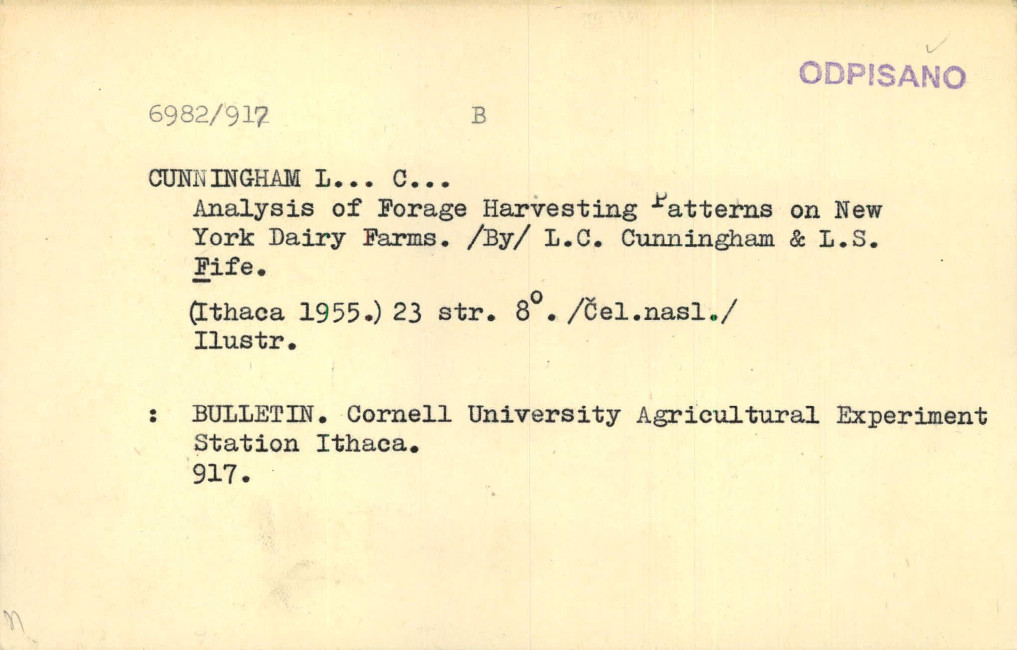 ODPISANO
6982/917 B
CUNNINGHAM L... C...
Analysis of Forage Harvesting Patterns on New
York Dairy Farms. /By/ L.C. Cunningham & L.S.
Fife.
(Ithaca 1955.) 23 str. 8°. /Čel.nasl./
Ilustr.
: BULLETIN. Cornell University Agricultural Experiment
Station Ithaca.
917.
n